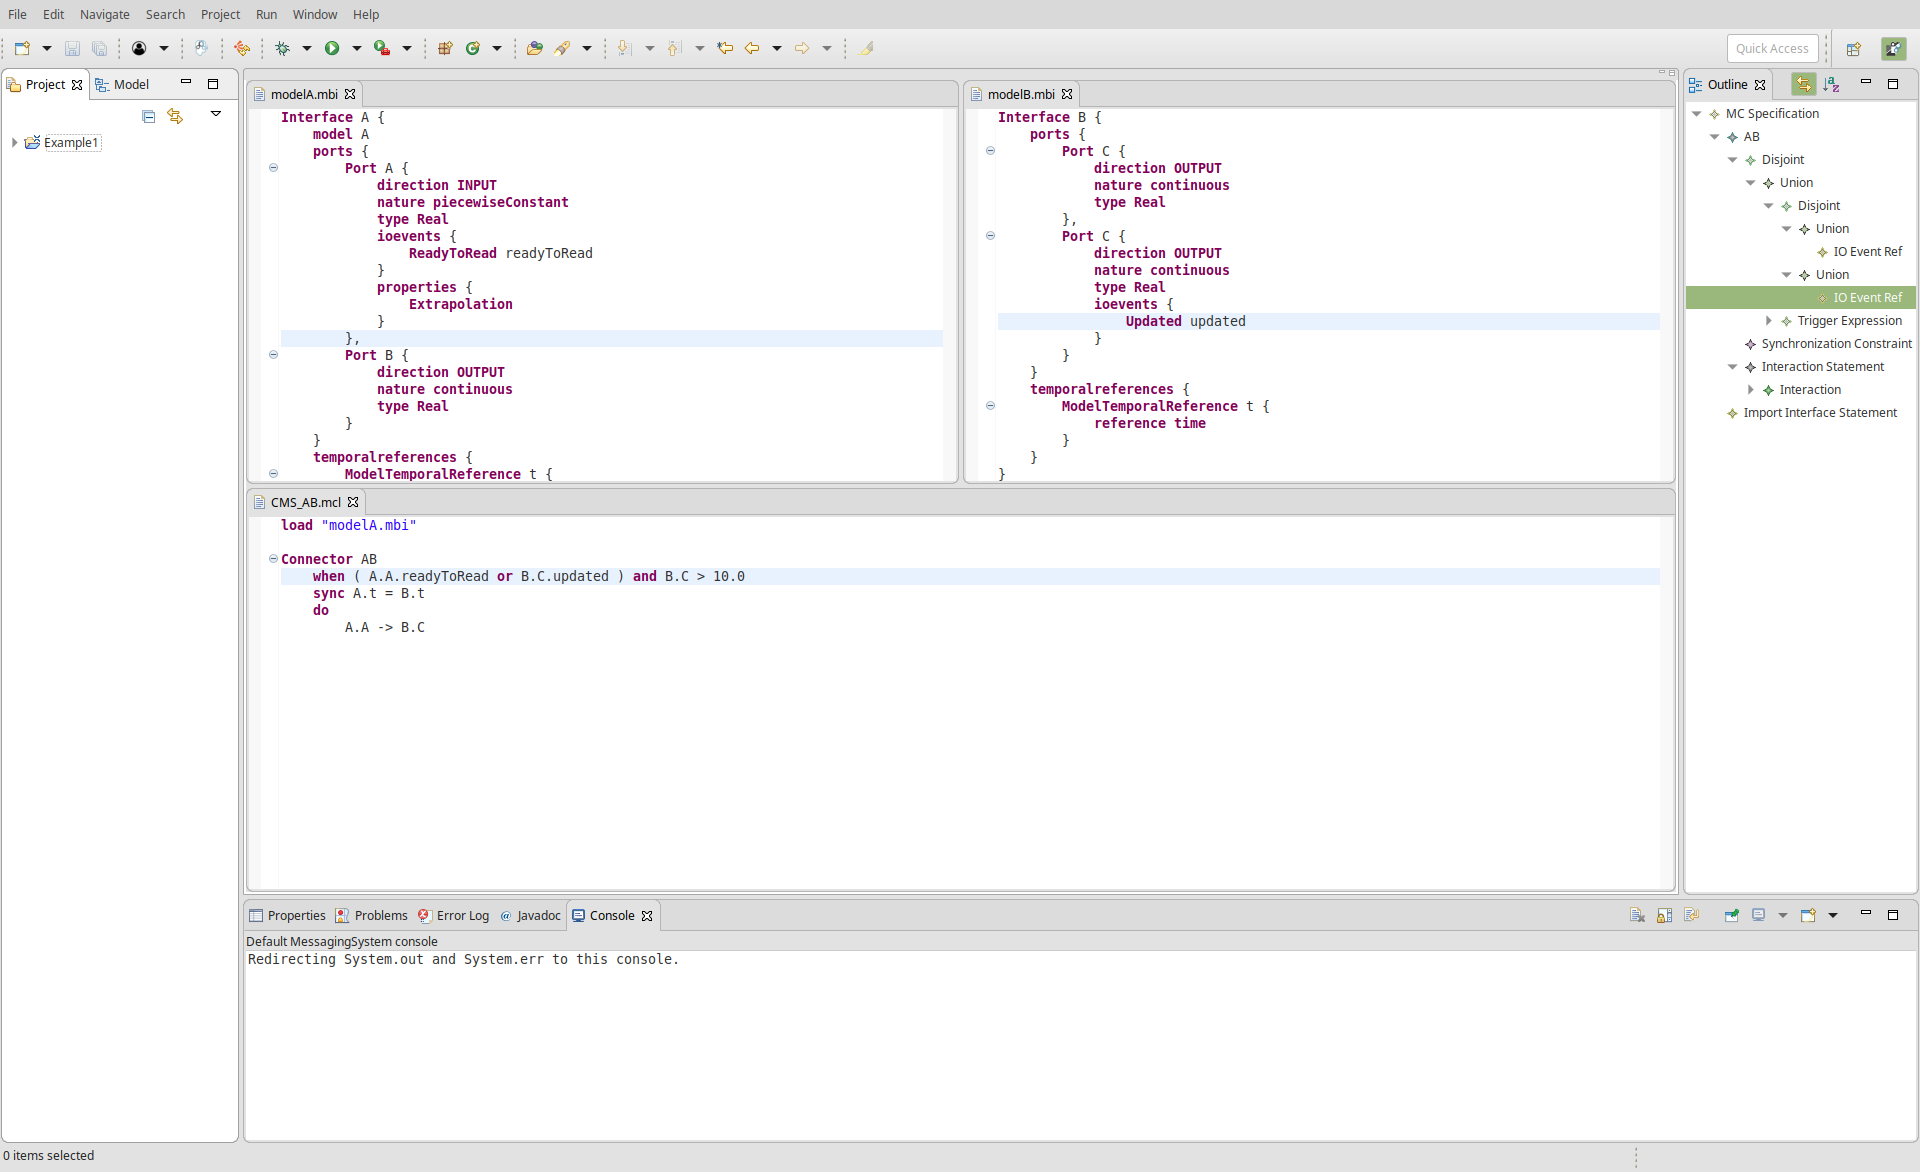 File Edit Navigate Search Project Run Window Help
Quick Access
Project Model
Example1
modelA.mbi
Interface A {
model A
ports {
Port A {
direction INPUT
nature piecewiseConstant
type Real
ioevents {
ReadyToRead readyToRead
}
properties {
Extrapolation
}
},
Port B {
direction OUTPUT
nature continuous
type Real
}
}
temporalreferences {
ModelTemporalReference t {
modelB.mbi
Interface B {
ports {
Port C {
direction OUTPUT
nature continuous
type Real
},
Port C {
direction OUTPUT
nature continuous
type Real
ioevents {
Updated updated
}
}
}
temporalreferences {
ModelTemporalReference t {
reference time
}
}
}
CMS_AB.mcl
load "modelA.mbi"
Connector AB
when ( A.A.readyToRead or B.C.updated ) and B.C > 10.0
sync A.t = B.t
do
A.A -> B.C
Outline
MC Specification
AB
Disjoint
Union
Disjoint
Union
IO Event Ref
Union
IO Event Ref
Trigger Expression
Synchronization Constraint
Interaction Statement
Interaction
Import Interface Statement
Properties Problems Error Log @ Javadoc Console
Default MessagingSystem console
Redirecting System.out and System.err to this console.
0 items selected